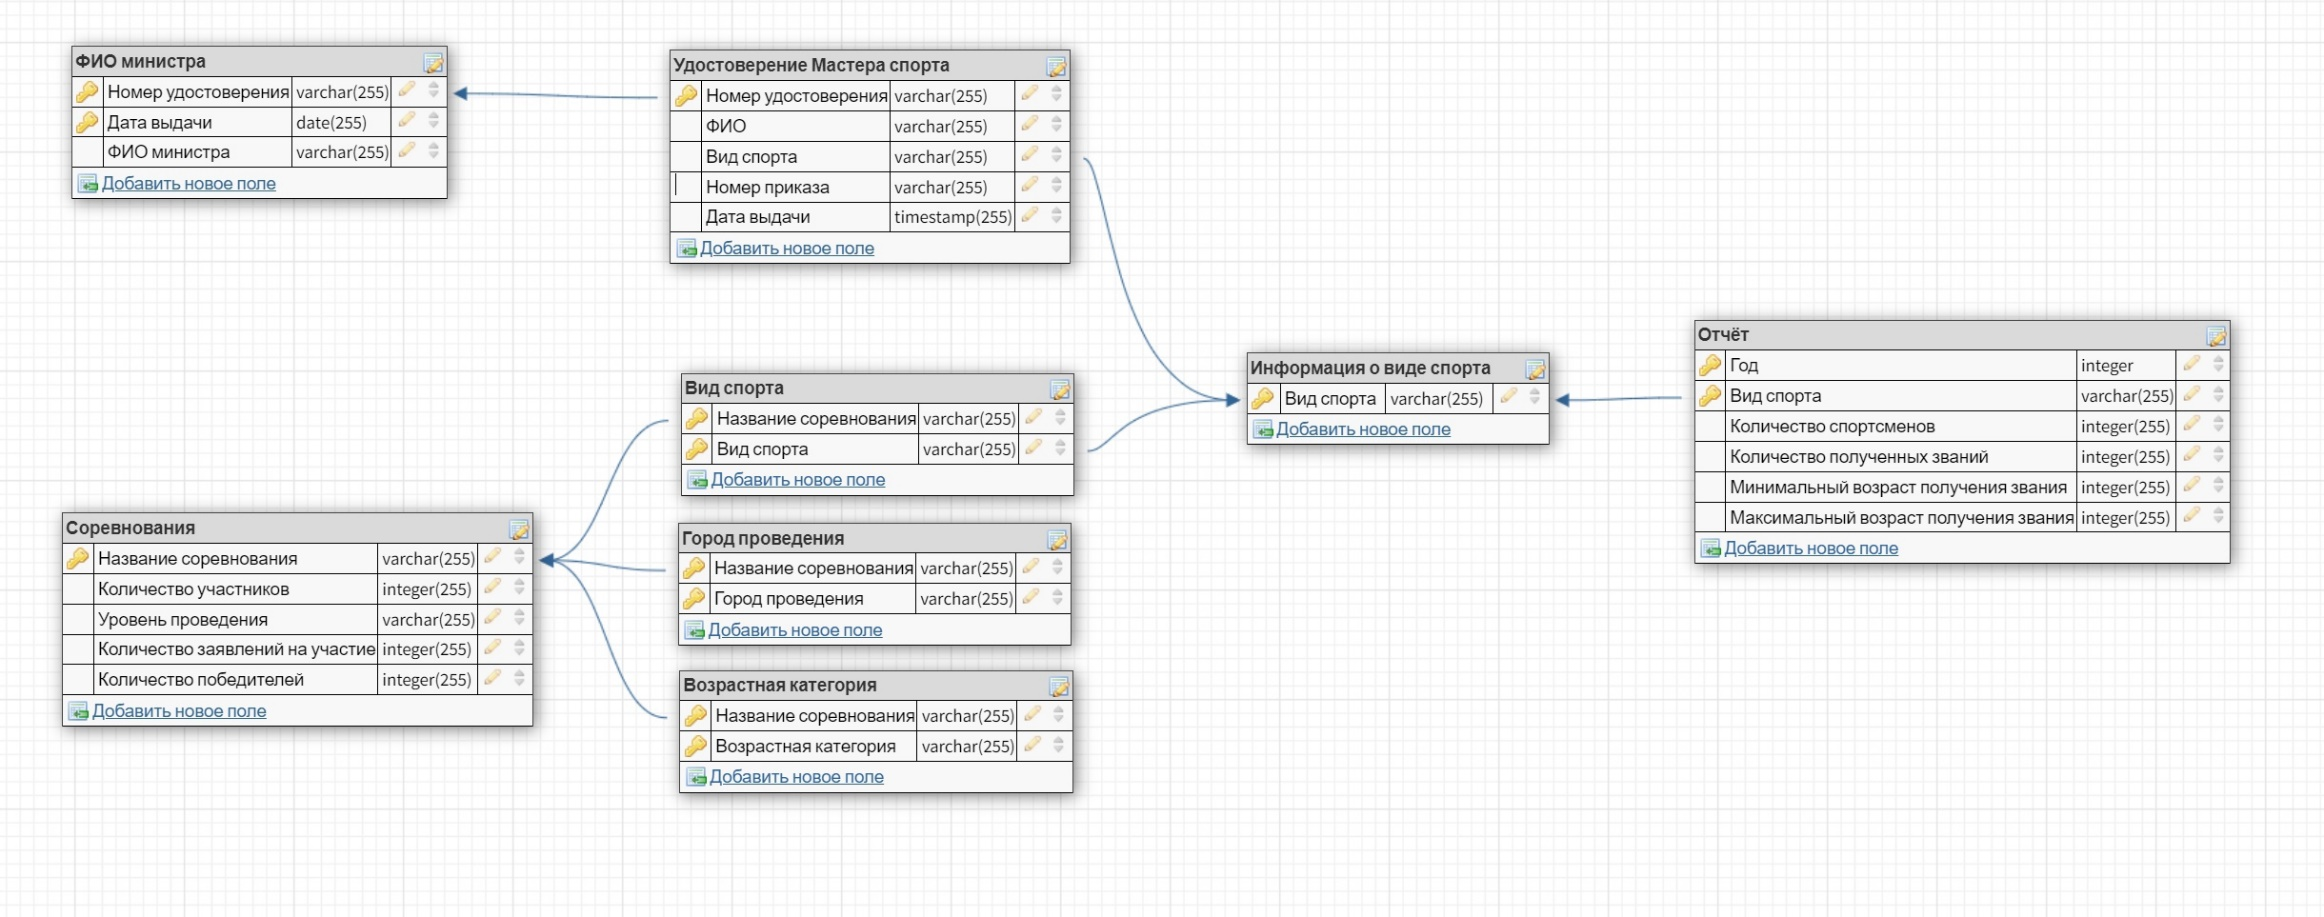 ФИО министра
Номер удостоверения varchar(255)
Дата выдачи date(255)
ФИО министра varchar(255)
Добавить новое поле
Удостоверение Мастера спорта
Номер удостоверения varchar(255)
ФИО varchar(255)
Вид спорта varchar(255)
Номер приказа varchar(255)
Дата выдачи timestamp(255)
Добавить новое поле
Вид спорта
Название соревнования varchar(255)
Вид спорта varchar(255)
Добавить новое поле
Информация о виде спорта
Вид спорта varchar(255)
Добавить новое поле
Отчёт
Год integer
Вид спорта varchar(255)
Количество спортсменов integer(255)
Количество полученных званий integer(255)
Минимальный возраст получения звания integer(255)
Максимальный возраст получения звания integer(255)
Добавить новое поле
Соревнования
Название соревнования varchar(255)
Количество участников integer(255)
Уровень проведения varchar(255)
Количество заявлений на участие integer(255)
Количество победителей integer(255)
Добавить новое поле
Город проведения
Название соревнования varchar(255)
Город проведения varchar(255)
Добавить новое поле
Возрастная категория
Название соревнования varchar(255)
Возрастная категория varchar(255)
Добавить новое поле